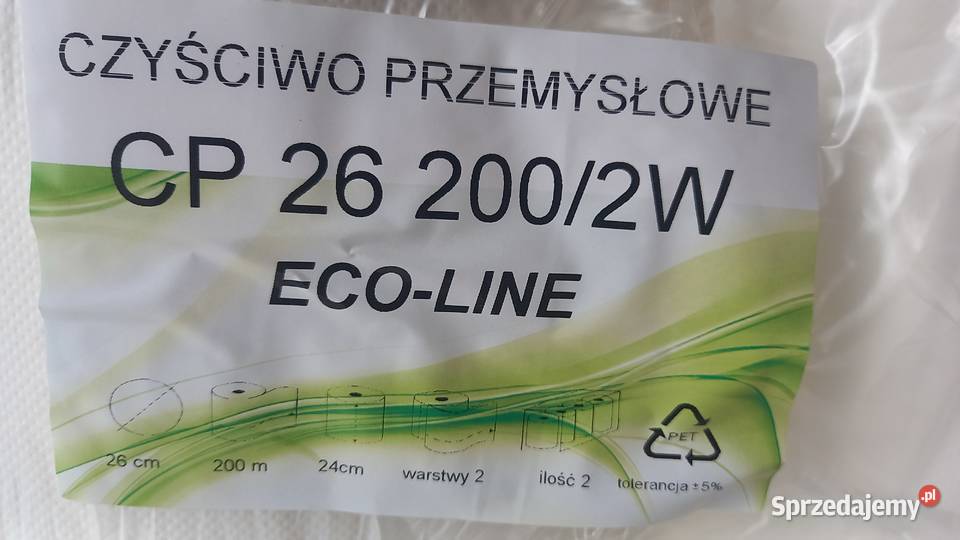 CZYŚCIWO PRZEMYSŁOWE
CP 26 200/2W
ECO-LINE
PET
26 cm 200 m 24cm warstwy 2 ilość 2 tolerancja ±5%
Sprzedajemy.pl